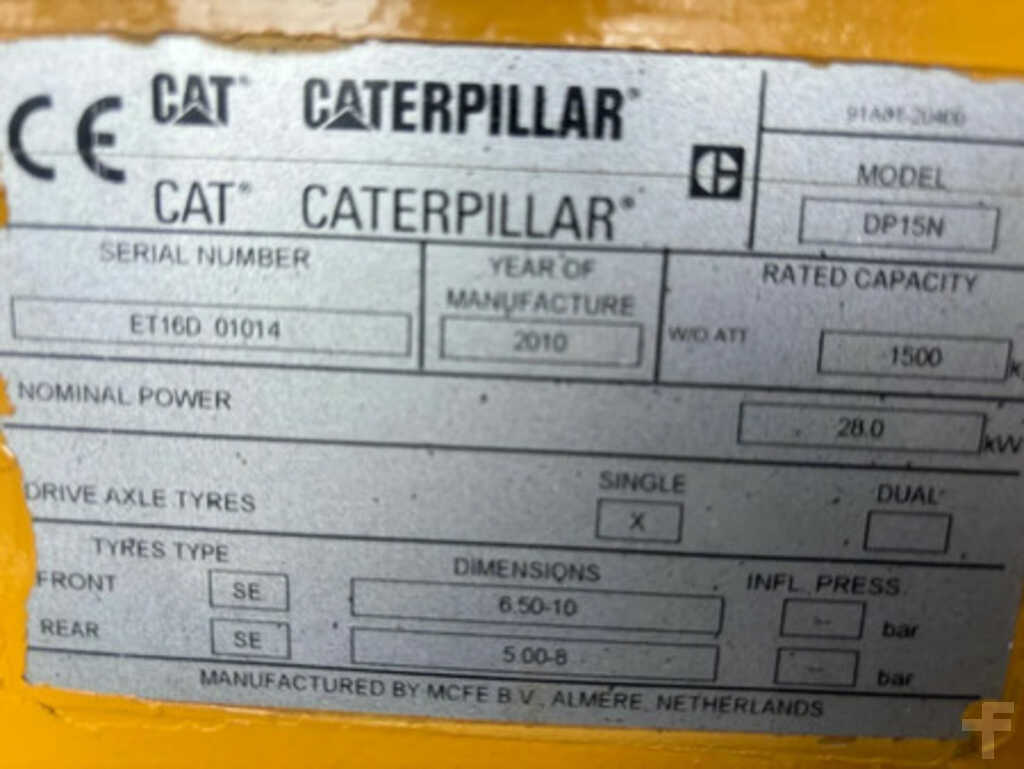 CE CAT CATERPILLAR
CAT CATERPILLAR
MODEL
DP15N
SERIAL NUMBER
ET16D 01014
YEAR OF
MANUFACTURE
2010
RATED CAPACITY
W/O ATT 1500 k
NOMINAL POWER 28.0 kW
DRIVE AXLE TYRES SINGLE X DUAL
TYRES TYPE DIMENSIONS INFL. PRESS.
FRONT SE 6.50-10 -- bar
REAR SE 5.00-8 -- bar
MANUFACTURED BY MCFE B.V., ALMERE, NETHERLANDS